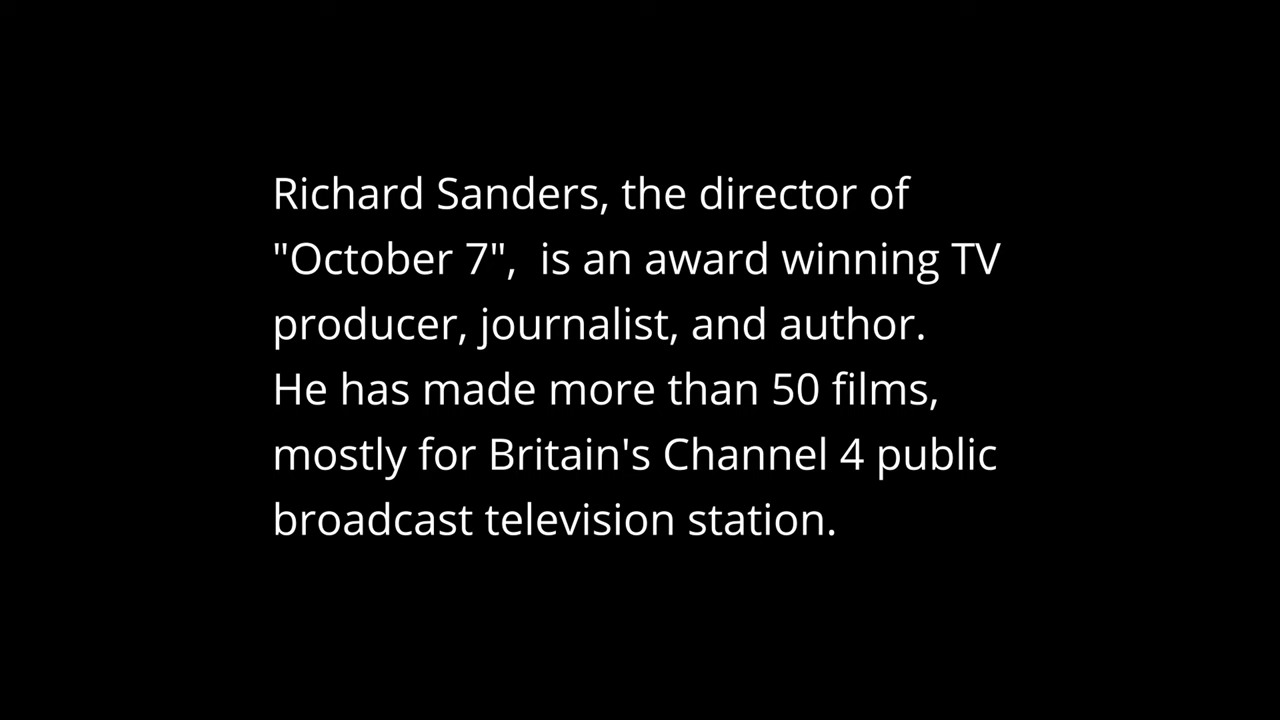 Richard Sanders, the director of
"October 7",  is an award winning TV
producer, journalist, and author.
He has made more than 50 films,
mostly for Britain's Channel 4 public
broadcast television station.